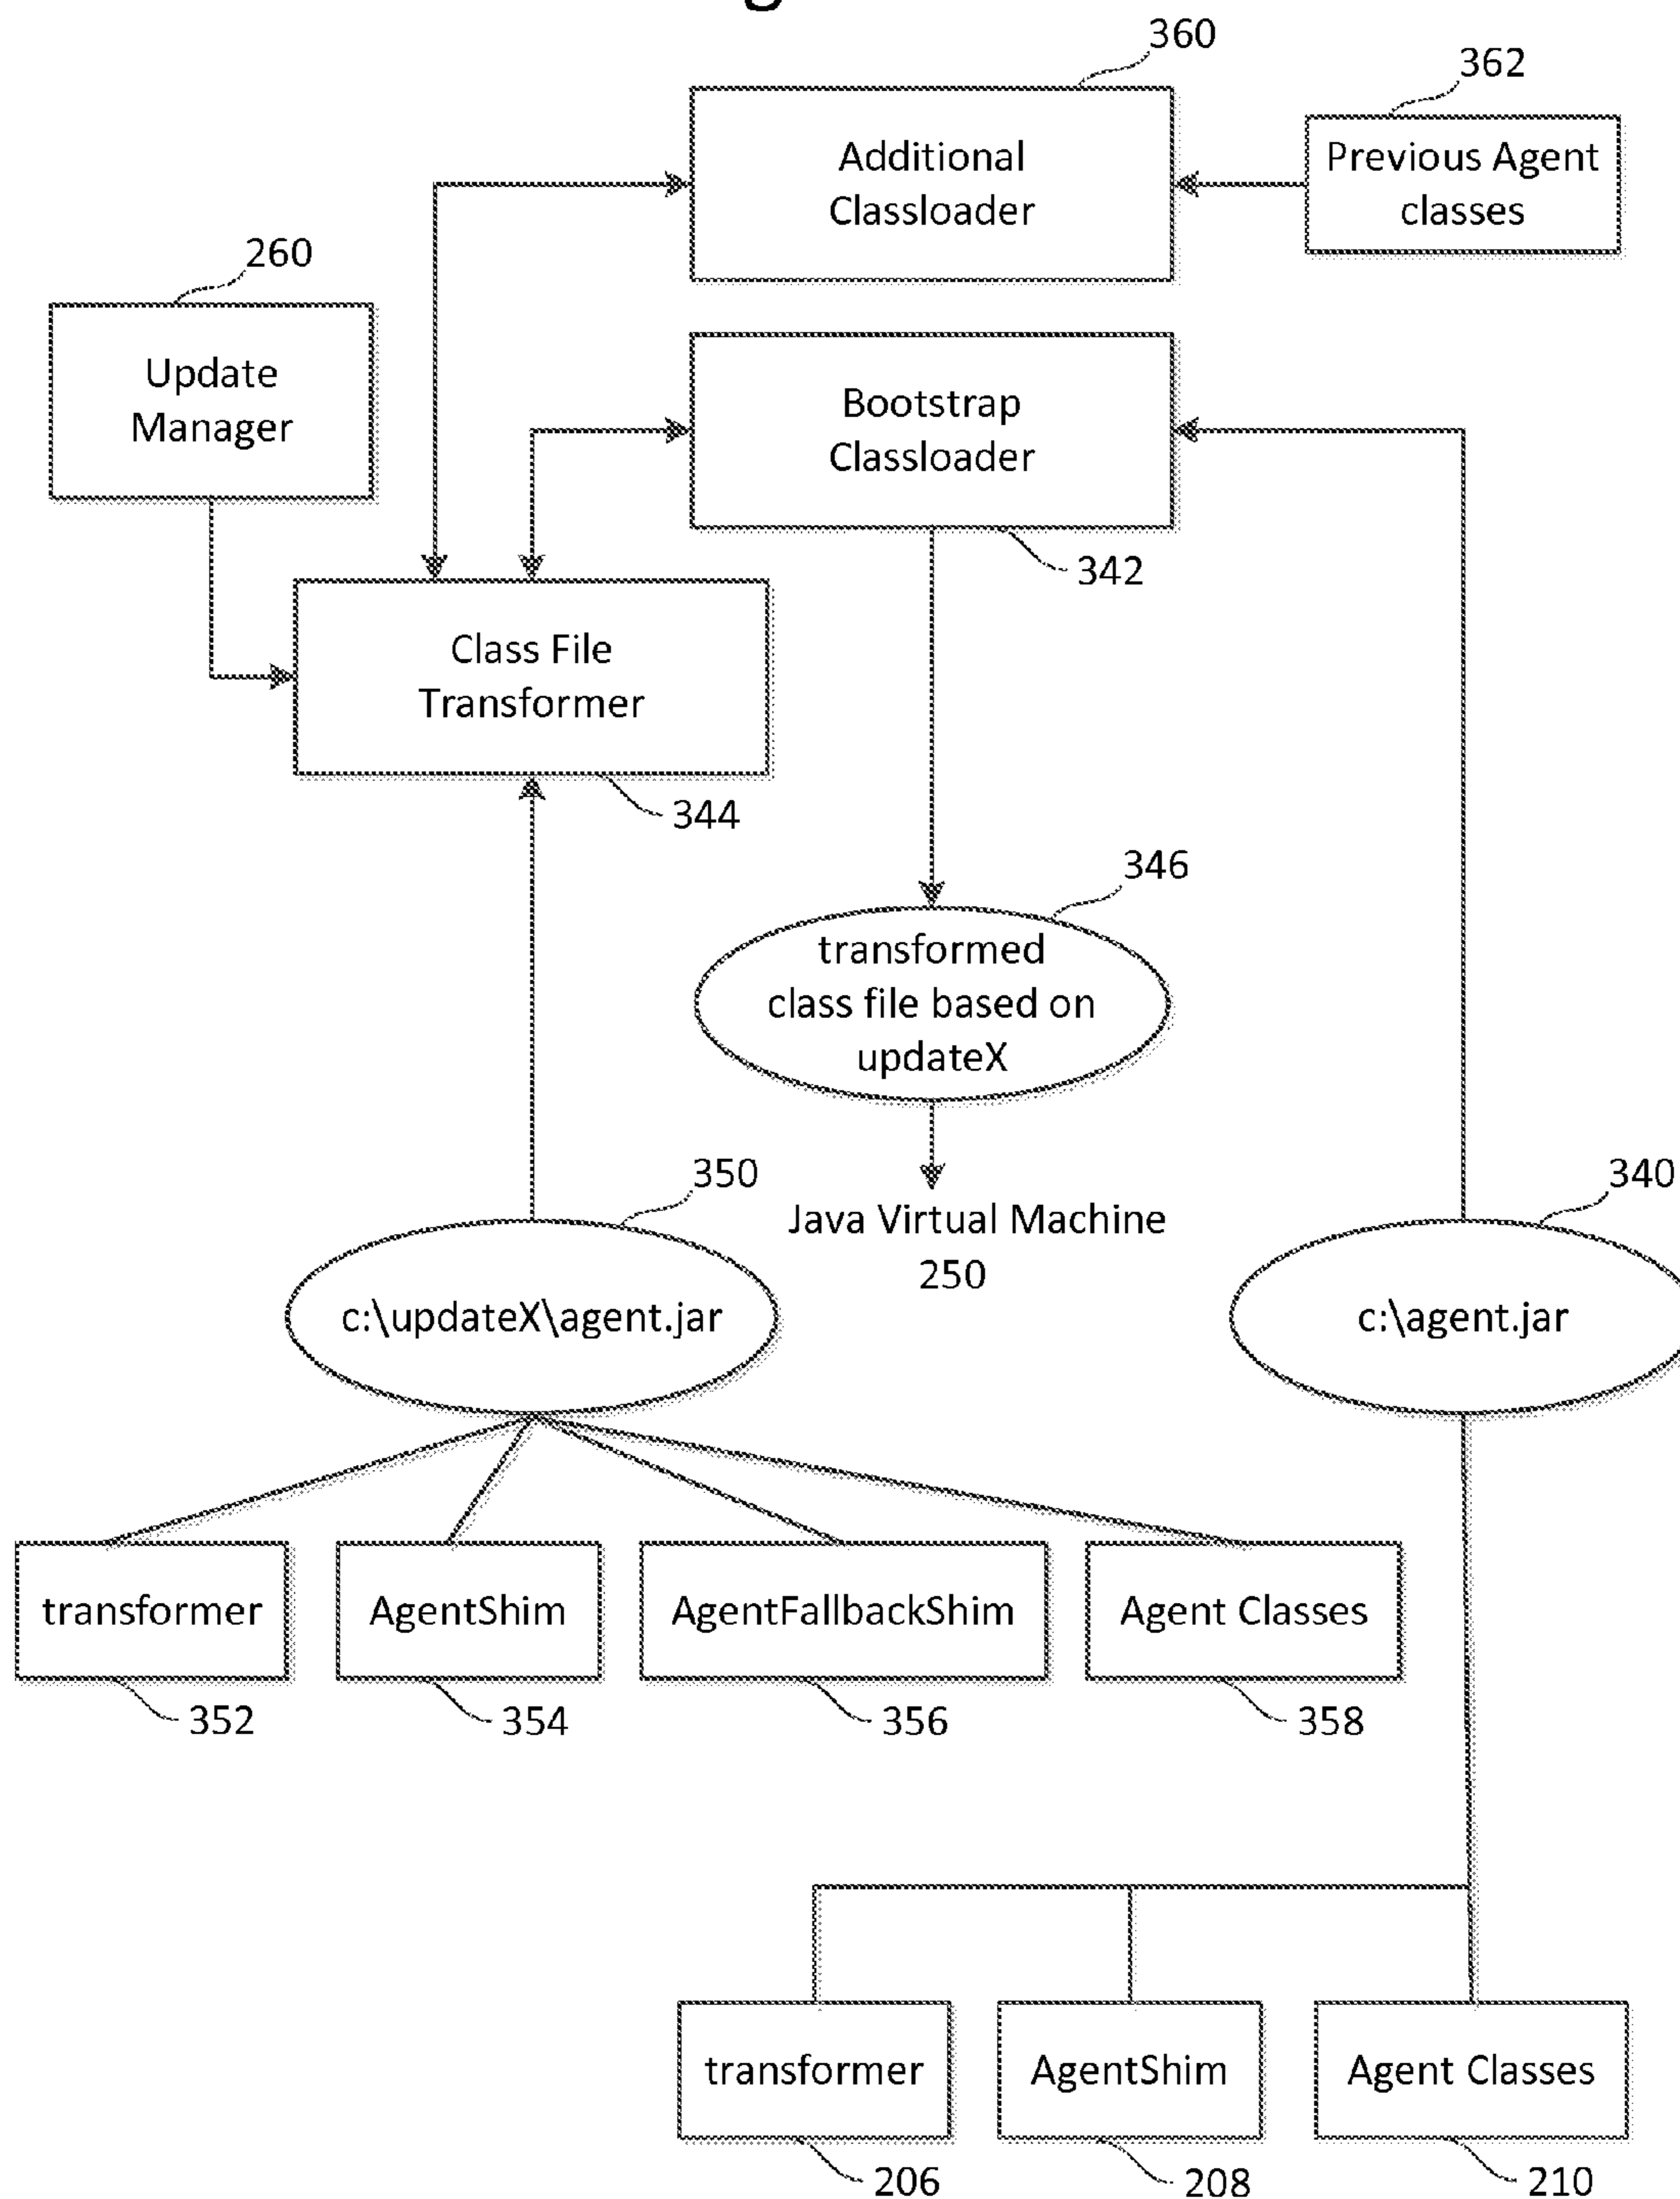 360
362
Additional
Classloader
Previous Agent
classes
260
Update
Manager
Bootstrap
Classloader
342
Class File
Transformer
344
346
transformed
class file based on
updateX
350
Java Virtual Machine
250
340
c:\updateX\agent.jar
c:\agent.jar
transformer
AgentShim
AgentFallbackShim
Agent Classes
352
354
356
358
transformer
AgentShim
Agent Classes
206
208
210